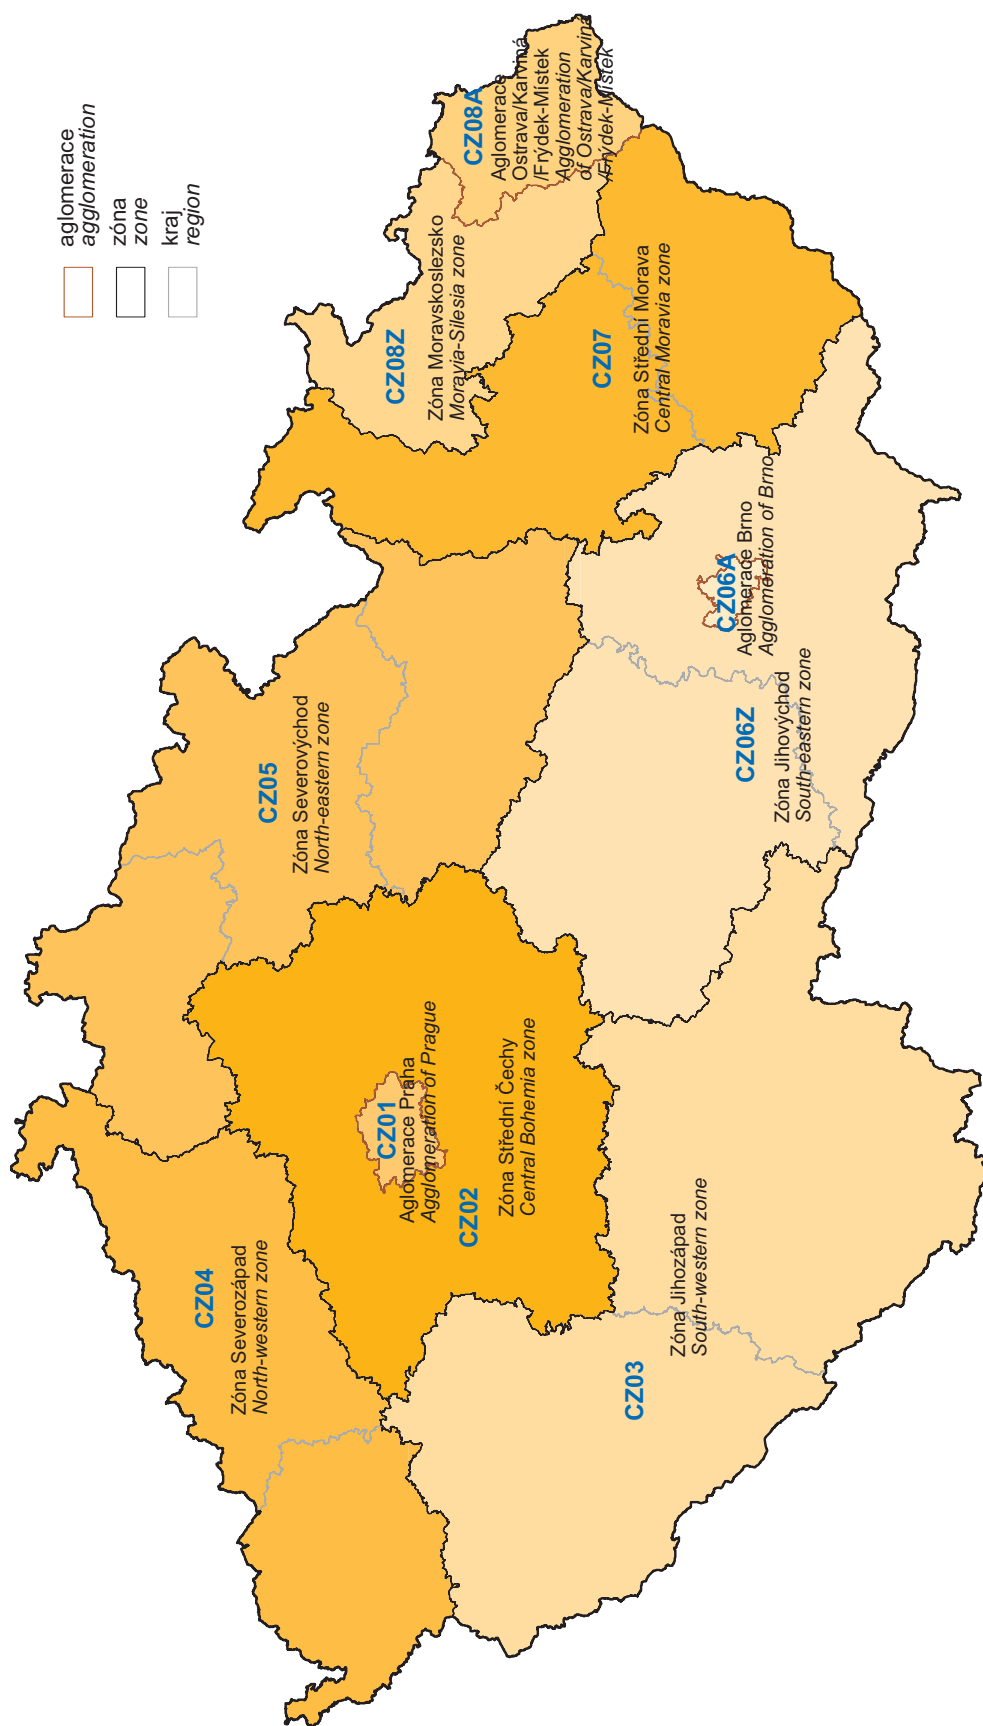 aglomerace
agglomeration
zóna
zone
kraj
region
CZ04
Zóna Severozápad
North-western zone
CZ05
Zóna Severovýchod
North-eastern zone
CZ01
Aglomerace Praha
Agglomeration of Prague
CZ02
Zóna Střední Čechy
Central Bohemia zone
CZ03
Zóna Jihozápad
South-western zone
CZ06Z
Zóna Jihovýchod
South-eastern zone
CZ06A
Aglomerace Brno
Agglomeration of Brno
CZ07
Zóna Střední Morava
Central Moravia zone
CZ08Z
Zóna Moravskoslezsko
Moravia-Silesia zone
CZ08A
Aglomerace
Ostrava/Karviná
/Frýdek-Místek
Agglomeration
of Ostrava/Karviná
/Frýdek-Místek